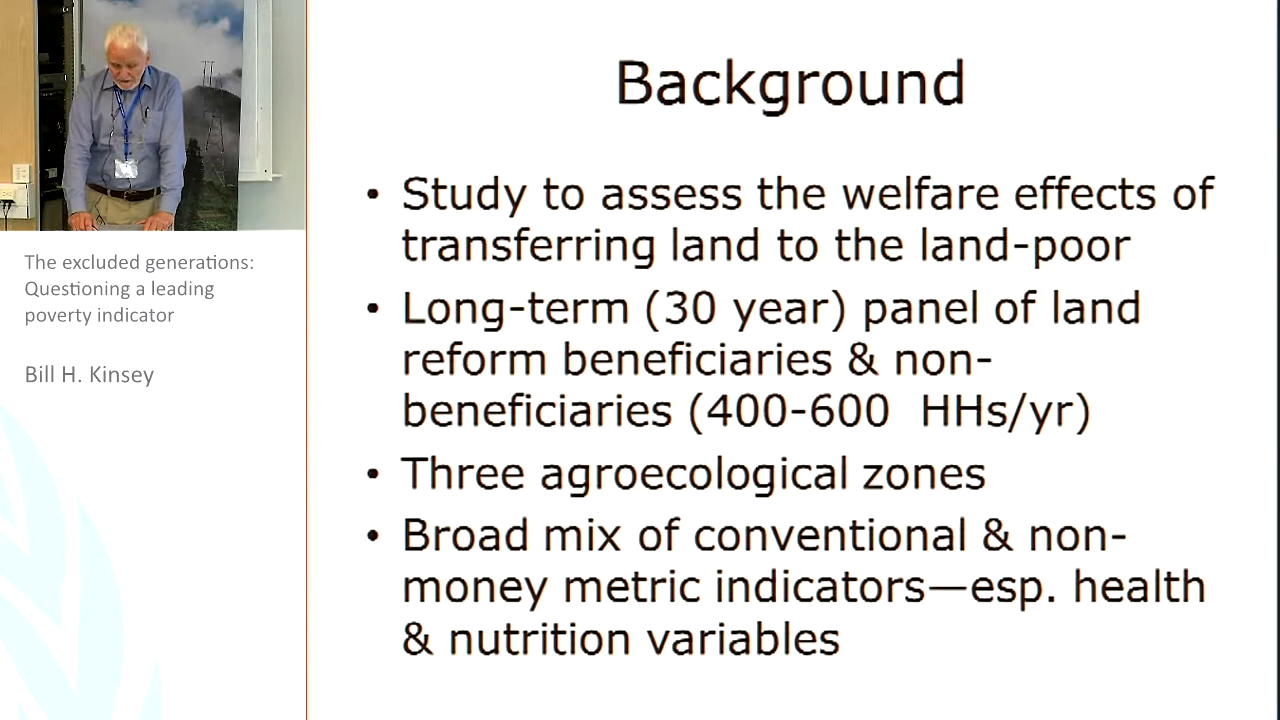 The excluded generations:
Questioning a leading
poverty indicator
Bill H. Kinsey
Background
• Study to assess the welfare effects of
transferring land to the land-poor
• Long-term (30 year) panel of land
reform beneficiaries & non-
beneficiaries (400-600 HHs/yr)
• Three agroecological zones
• Broad mix of conventional & non-
money metric indicators—esp. health
& nutrition variables